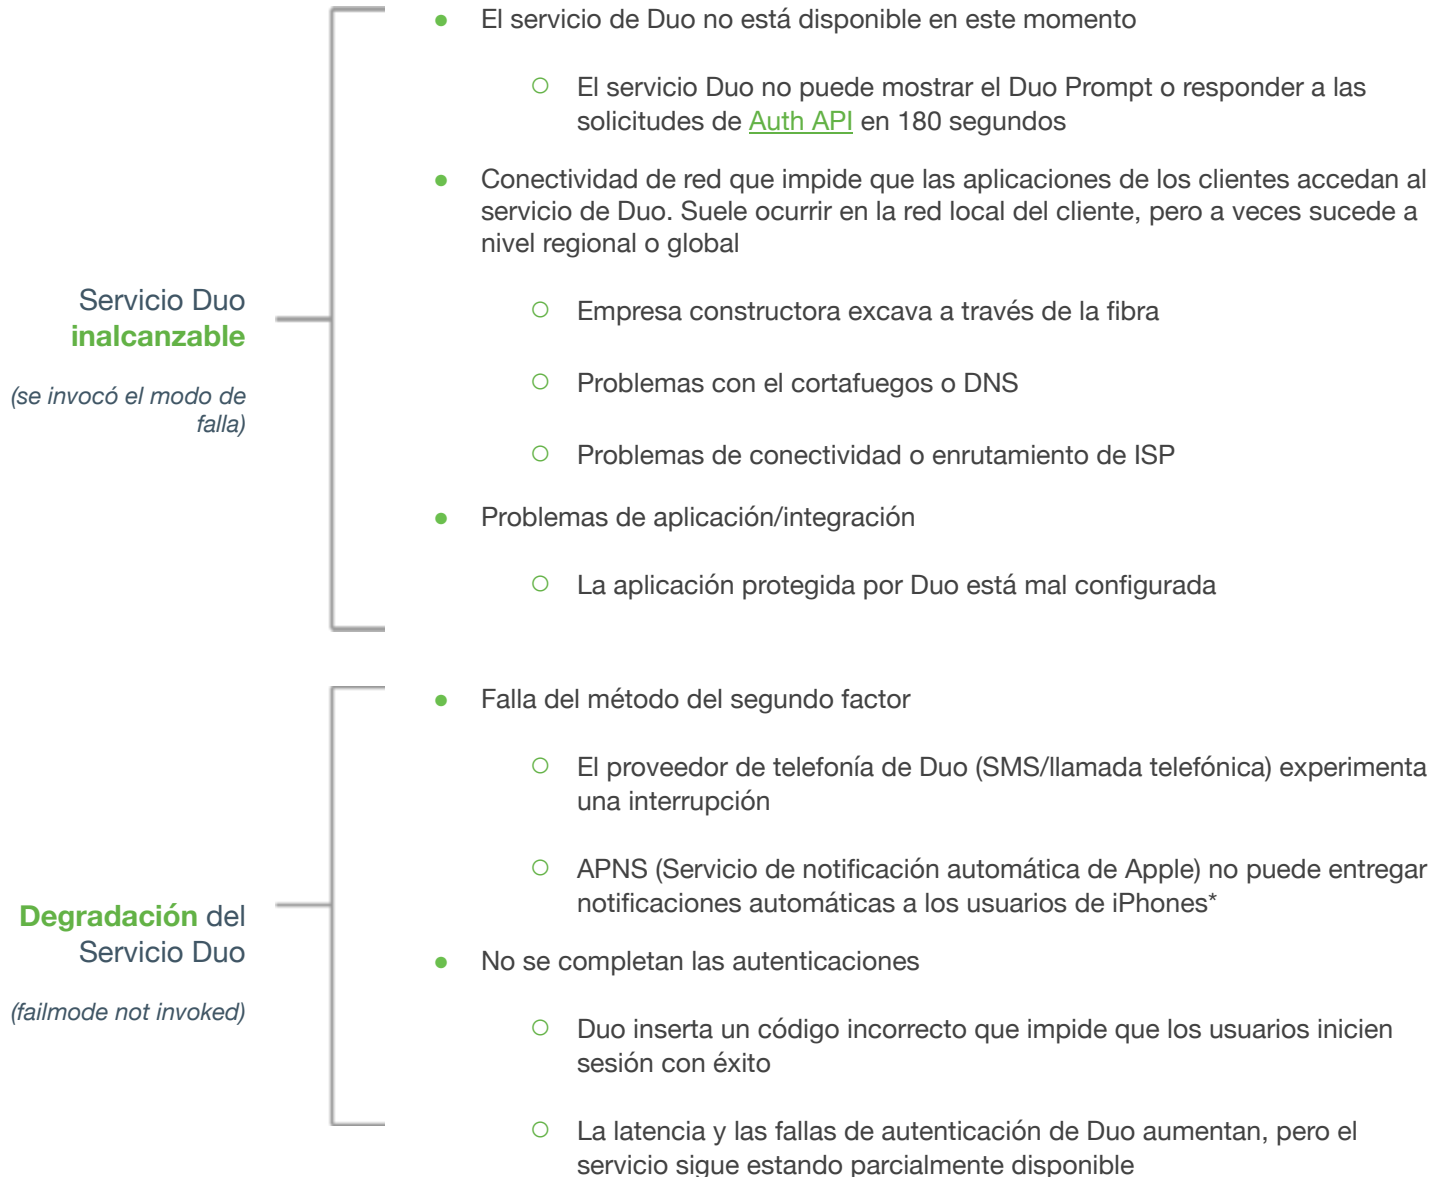 El servicio de Duo no está disponible en este momento
El servicio Duo no puede mostrar el Duo Prompt o responder a las
solicitudes de Auth API en 180 segundos
Conectividad de red que impide que las aplicaciones de los clientes accedan al
servicio de Duo. Suele ocurrir en la red local del cliente, pero a veces sucede a
nivel regional o global
Servicio Duo
inalcanzable
(se invocó el modo de
falla)
Empresa constructora excava a través de la fibra
Problemas con el cortafuegos o DNS
Problemas de conectividad o enrutamiento de ISP
Problemas de aplicación/integración
La aplicación protegida por Duo está mal configurada
Falla del método del segundo factor
El proveedor de telefonía de Duo (SMS/llamada telefónica) experimenta
una interrupción
APNS (Servicio de notificación automática de Apple) no puede entregar
notificaciones automáticas a los usuarios de iPhones*
Degradación del
Servicio Duo
(failmode not invoked)
No se completan las autenticaciones
Duo inserta un código incorrecto que impide que los usuarios inicien
sesión con éxito
La latencia y las fallas de autenticación de Duo aumentan, pero el
servicio sigue estando parcialmente disponible